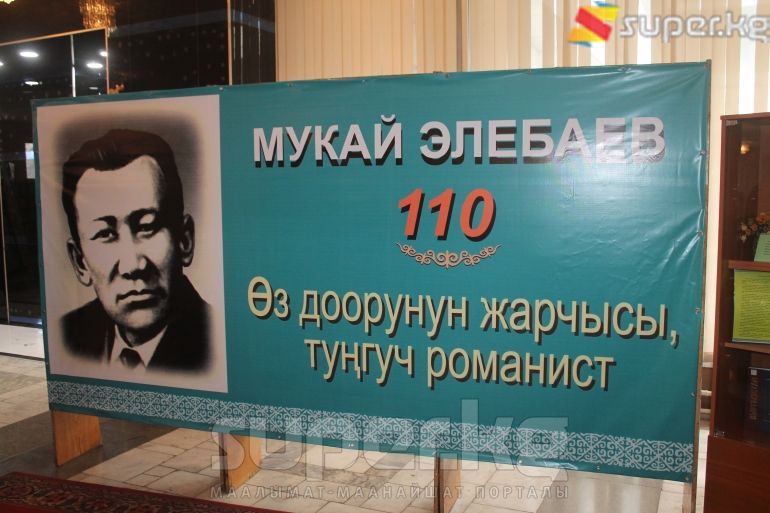 super.kg
МУКАЙ ЭЛЕБАЕВ
110
Өз доорунун жарчысы,
туңгуч романист
super.kg
МААЛЫМАТ-МААНАЙШАТ ПОРТАЛЫ